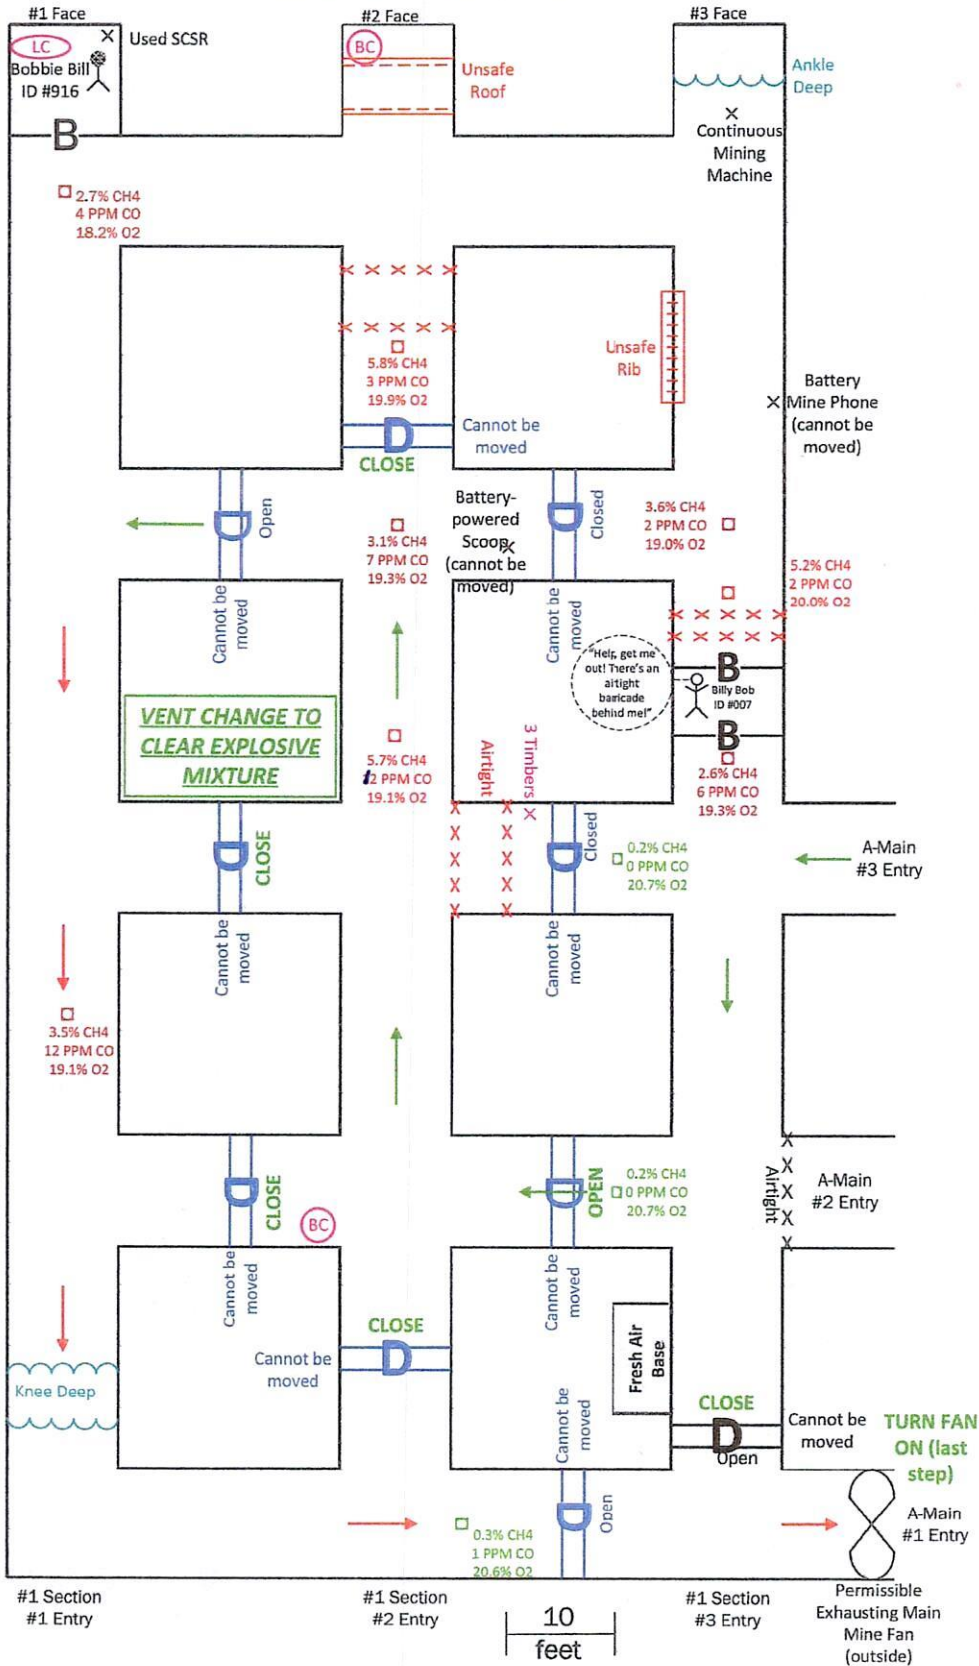 #1 Face
#2 Face
#3 Face
LC
Used SCSR
Bobbie Bill
ID #916
B
BC
Unsafe
Roof
Ankle
Deep
X
Continuous
Mining
Machine
2.7% CH4
4 PPM CO
18.2% O2
X X X X X
X X X X X
5.8% CH4
3 PPM CO
19.9% O2
Unsafe
Rib
Battery
Mine Phone
(cannot be
moved)
D
Cannot be
moved
CLOSE
D
Open
Cannot be
moved
3.1% CH4
7 PPM CO
19.3% O2
Battery-
powered
Scoop
(cannot be
moved)
D
Closed
Cannot be
moved
3.6% CH4
2 PPM CO
19.0% O2
5.2% CH4
2 PPM CO
20.0% O2
X X X X X
X X X X X
B
"Help, get me
out! There's an
airtight
barricade
behind me!"
Billy Bob
ID #007
B
VENT CHANGE TO
CLEAR EXPLOSIVE
MIXTURE
5.7% CH4
12 PPM CO
19.1% O2
Airtight
3 Timbers X
2.6% CH4
6 PPM CO
19.3% O2
D
CLOSE
Cannot be
moved
D
Closed
Cannot be
moved
0.2% CH4
0 PPM CO
20.7% O2
A-Main
#3 Entry
3.5% CH4
12 PPM CO
19.1% O2
D
CLOSE
Cannot be
moved
BC
D
OPEN
Cannot be
moved
0.2% CH4
0 PPM CO
20.7% O2
Airtight
A-Main
#2 Entry
Knee Deep
CLOSE
D
Cannot be
moved
Fresh Air
Base
CLOSE
D
Open
Cannot be
moved
TURN FAN
ON (last
step)
Cannot be
moved
D
Open
0.3% CH4
1 PPM CO
20.6% O2
A-Main
#1 Entry
#1 Section
#1 Entry
#1 Section
#2 Entry
10
feet
#1 Section
#3 Entry
Permissible
Exhausting Main
Mine Fan
(outside)